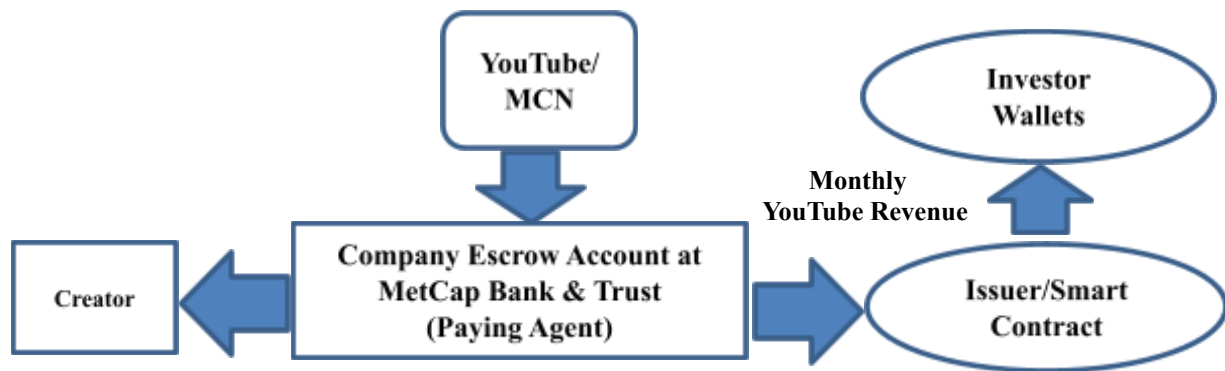 YouTube/
MCN
Investor
Wallets
Monthly
YouTube Revenue
Creator
Company Escrow Account at
MetCap Bank & Trust
(Paying Agent)
Issuer/Smart
Contract